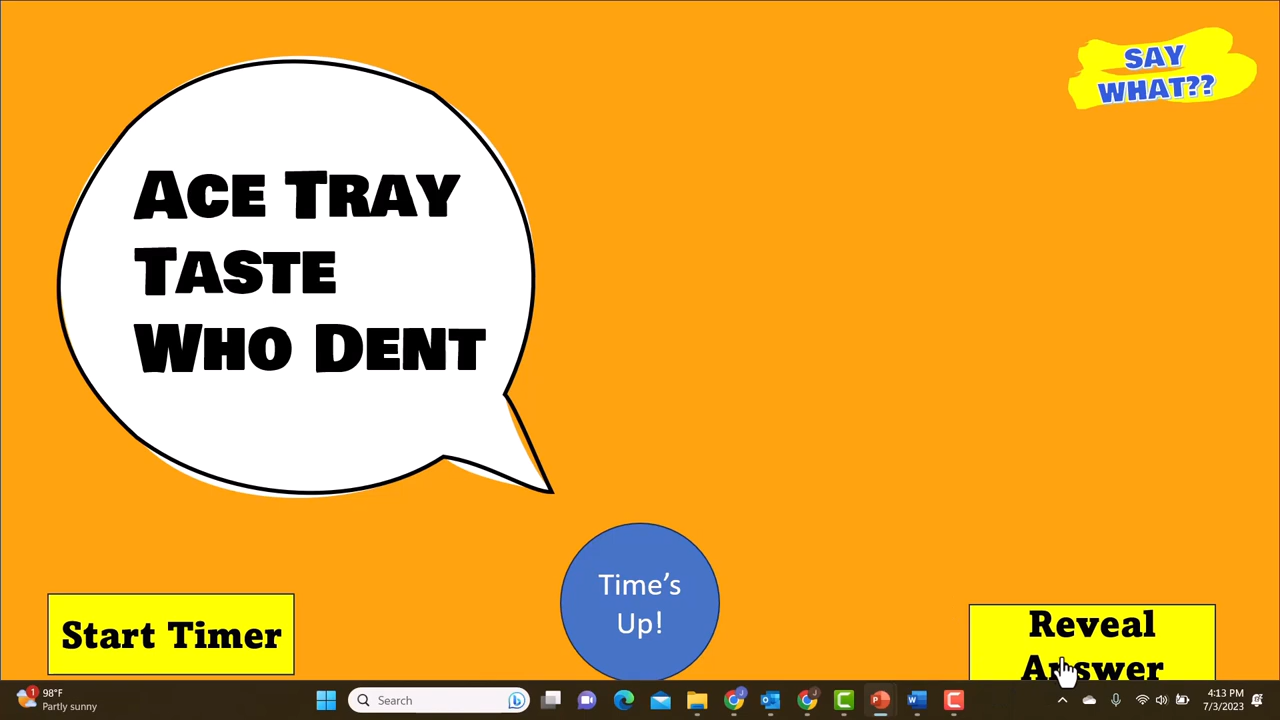 SAY
WHAT??
ACE TRAY
TASTE
WHO DENT
Time's
Up!
Start Timer
Reveal
Answer
1
98°F
Partly sunny
Search
4:13 PM
7/3/2023